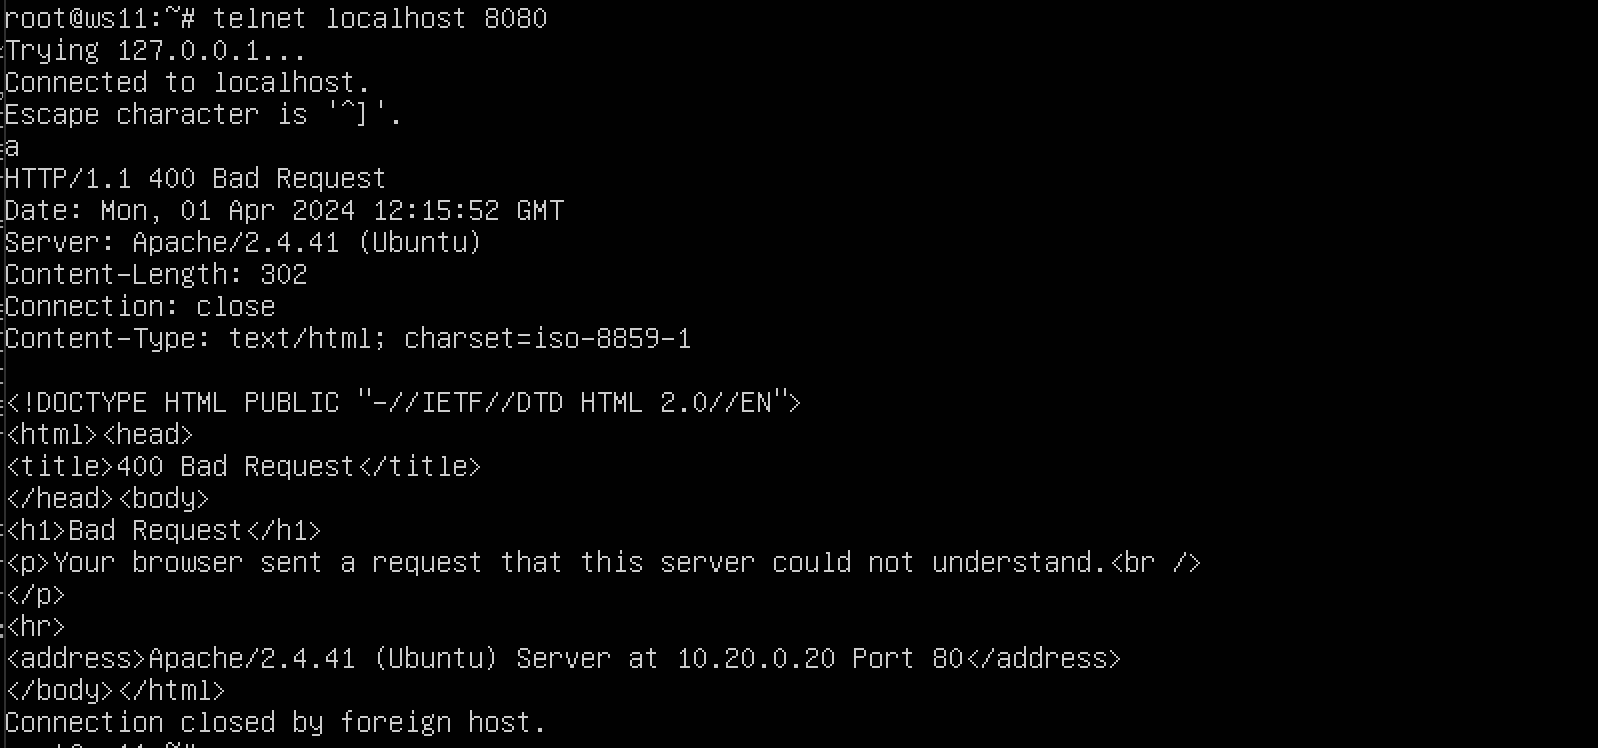 root@ws11:~# telnet localhost 8080
Trying 127.0.0.1...
Connected to localhost.
Escape character is '^]'.
a
HTTP/1.1 400 Bad Request
Date: Mon, 01 Apr 2024 12:15:52 GMT
Server: Apache/2.4.41 (Ubuntu)
Content-Length: 302
Connection: close
Content-Type: text/html; charset=iso-8859-1

<!DOCTYPE HTML PUBLIC "-//IETF//DTD HTML 2.0//EN">
<html><head>
<title>400 Bad Request</title>
</head><body>
<h1>Bad Request</h1>
<p>Your browser sent a request that this server could not understand.<br />
</p>
<hr>
<address>Apache/2.4.41 (Ubuntu) Server at 10.20.0.20 Port 80</address>
</body></html>
Connection closed by foreign host.